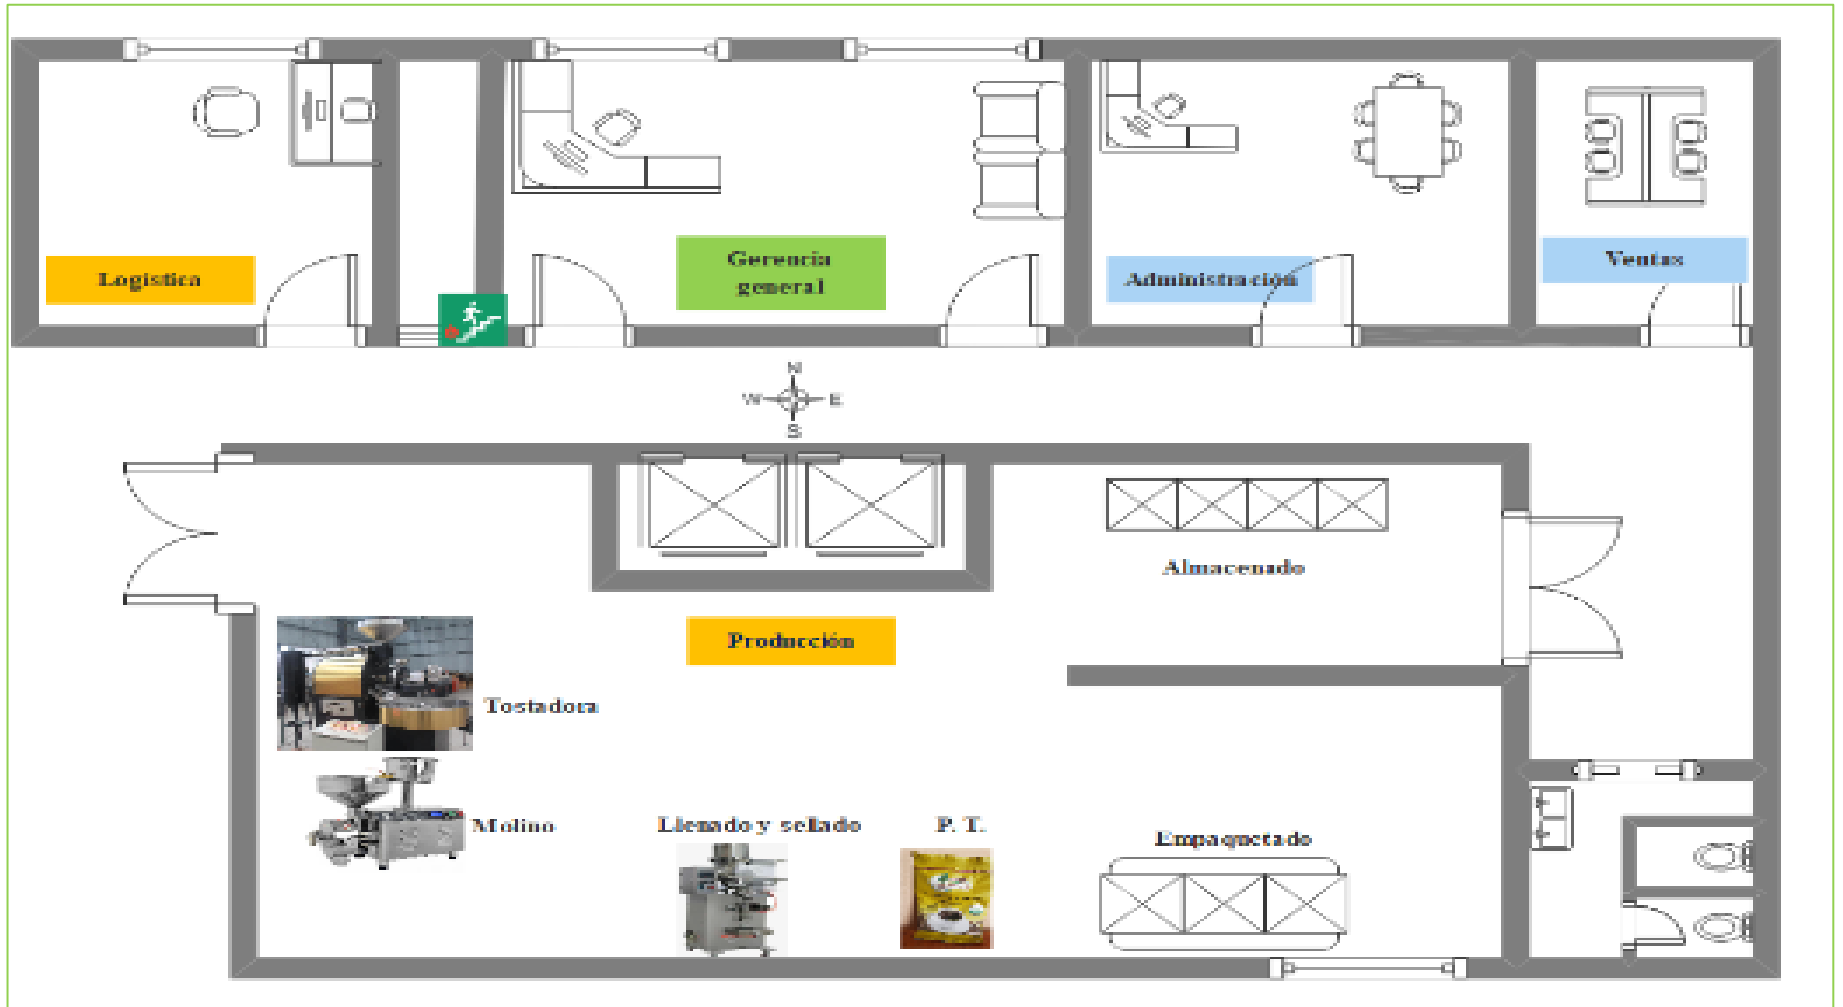 Logística
Gerencia
general
Administración
Ventas
N
W E
S
Almacenado
Producción
Tostadora
Molino
Llenado y sellado
P. T.
Empaquetado